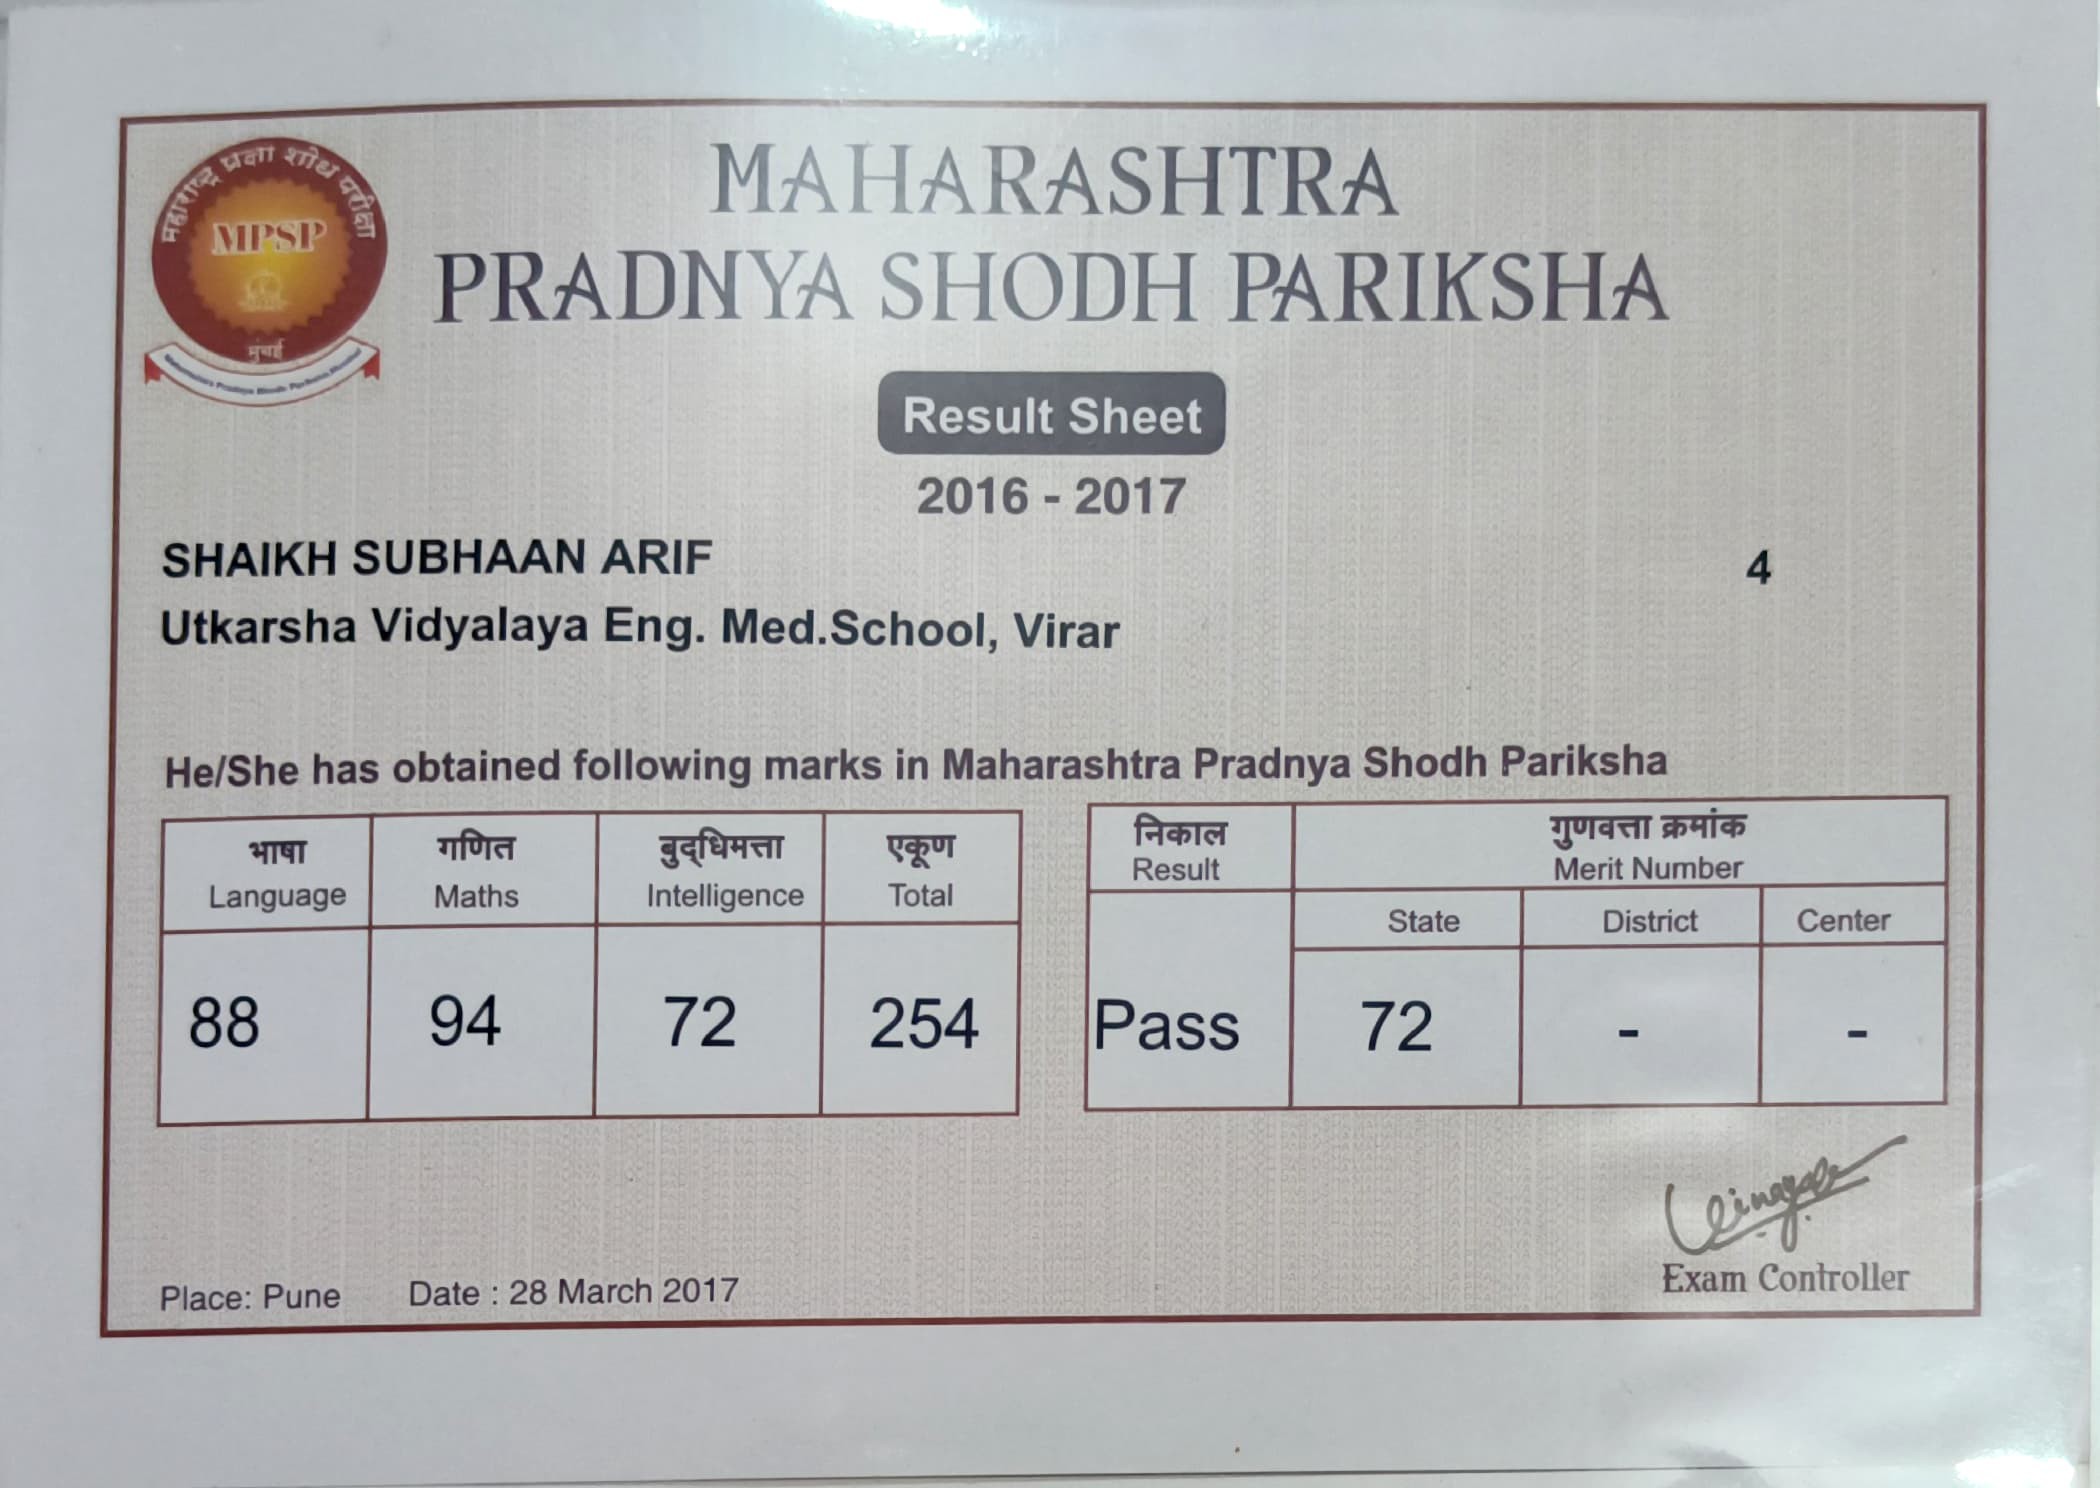 महाराष्ट्र प्रज्ञा शोध परीक्षा
MPSP
मुंबई
Maharashtra Pradnya Shodh Pariksha, Mumbai
MAHARASHTRA
PRADNYA SHODH PARIKSHA
Result Sheet
2016 - 2017
SHAIKH SUBHAAN ARIF 4
Utkarsha Vidyalaya Eng. Med.School, Virar
He/She has obtained following marks in Maharashtra Pradnya Shodh Pariksha
भाषा गणित बुद्धिमत्ता एकूण निकाल गुणवत्ता क्रमांक
Language Maths Intelligence Total Result Merit Number
State District Center
88 94 72 254 Pass 72 - -
Exam Controller
Place: Pune Date : 28 March 2017